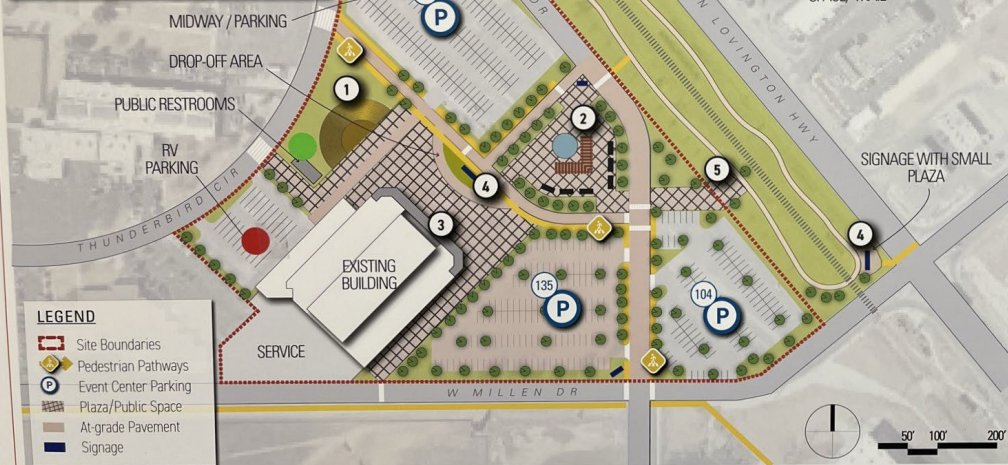 MIDWAY / PARKING
P
DR
DROP-OFF AREA
1
PUBLIC RESTROOMS
2
N LOVINGTON HWY
RV
PARKING
5
SIGNAGE WITH SMALL
PLAZA
4
THUNDERBIRD CIR
3
4
EXISTING
BUILDING
135
P
104
P
LEGEND
SERVICE
Site Boundaries
Pedestrian Pathways
P
Event Center Parking
W MILLEN DR
Plaza/Public Space
At-grade Pavement
Signage
50' 100' 200'